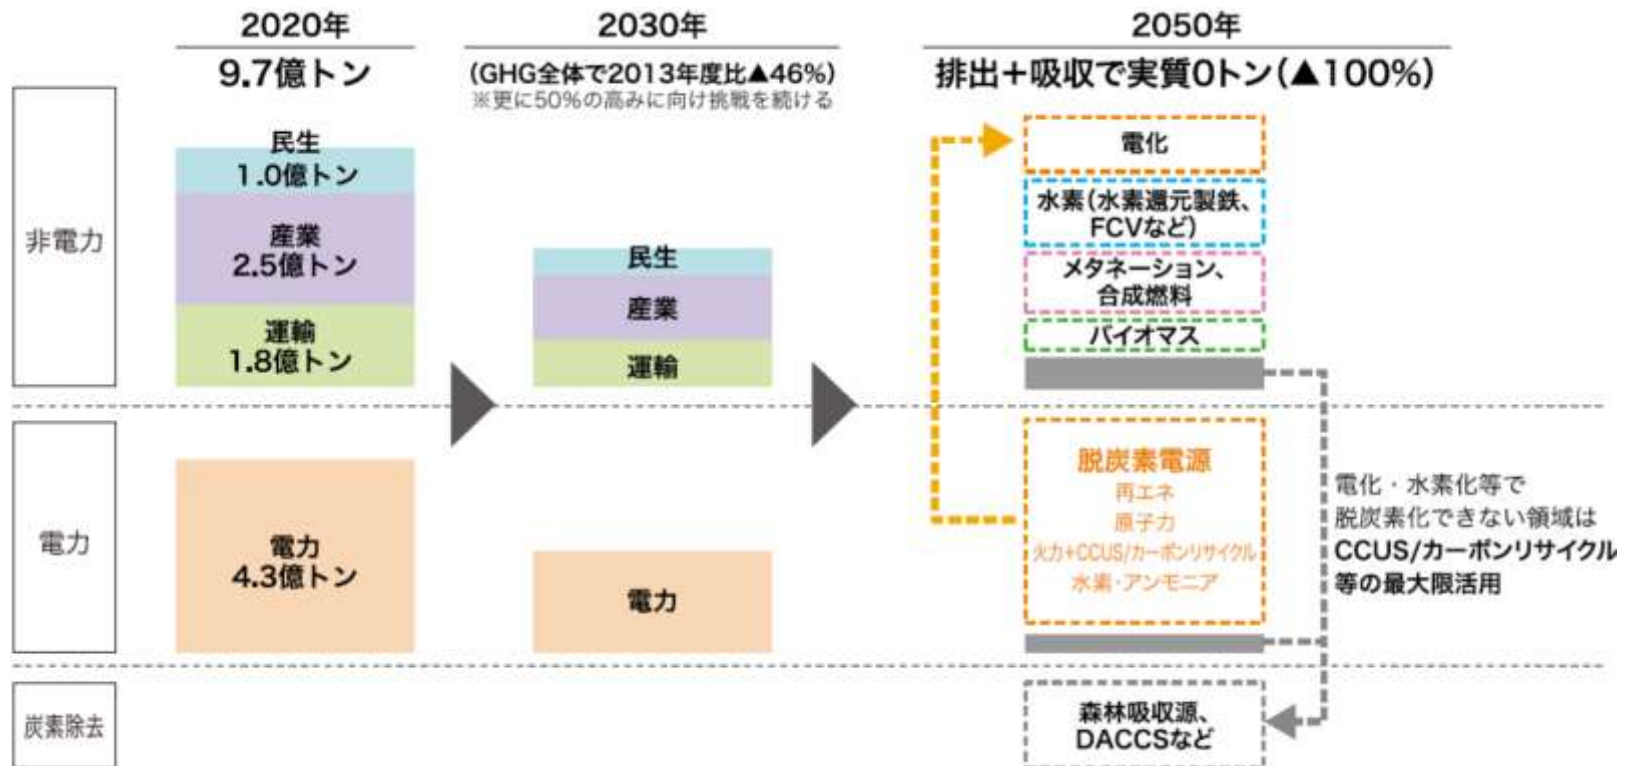 2020年
9.7億トン
2030年
(GHG全体で2013年度比▲46%)
※更に50%の高みに向け挑戦を続ける
2050年
排出+吸収で実質0トン(▲100%)
非電力
民生
1.0億トン
産業
2.5億トン
運輸
1.8億トン
民生
産業
運輸
電化
水素(水素還元製鉄、
FCVなど)
メタネーション、
合成燃料
バイオマス
電力
電力
4.3億トン
電力
脱炭素電源
再エネ
原子力
火力+CCUS/カーボンリサイクル
水素・アンモニア
電化・水素化等で
脱炭素化できない領域は
CCUS/カーボンリサイクル
等の最大限活用
炭素除去
森林吸収源、
DACCSなど